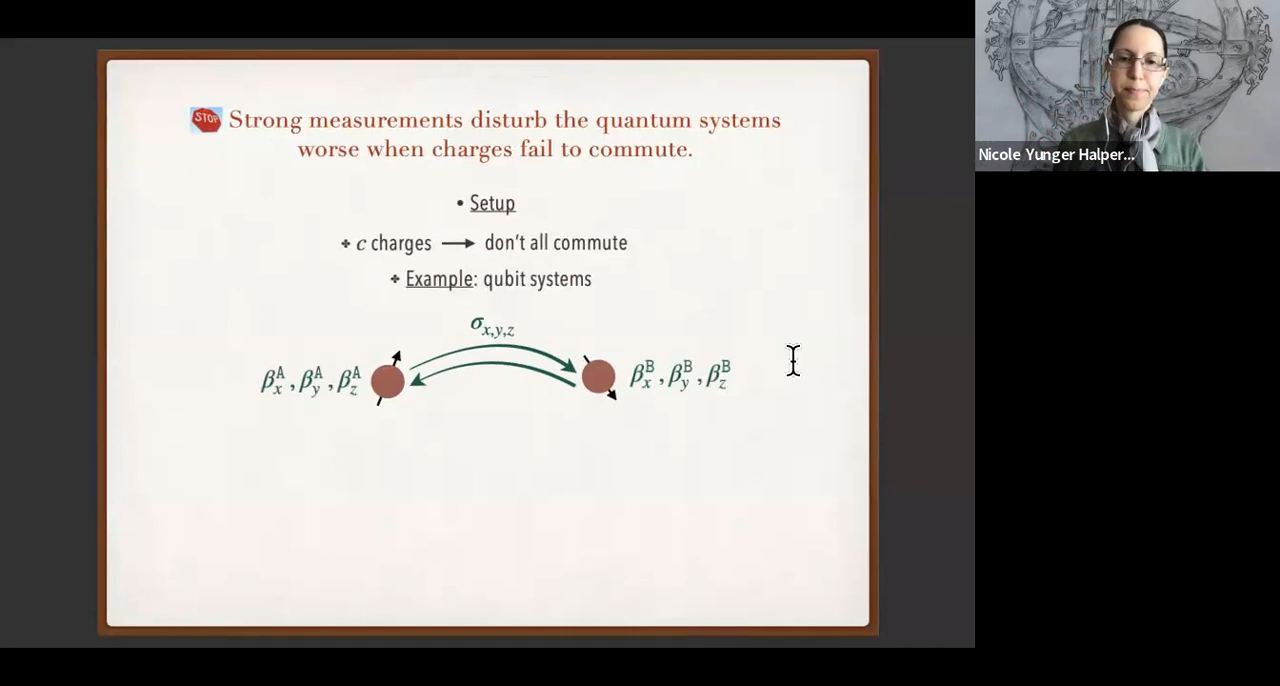 STOP Strong measurements disturb the quantum systems
worse when charges fail to commute.
• Setup
✤ c charges ⟶ don't all commute
✤ Example: qubit systems
σx,y,z
βxA, βyA, βzA
βxB, βyB, βzB
Nicole Yunger Halper...